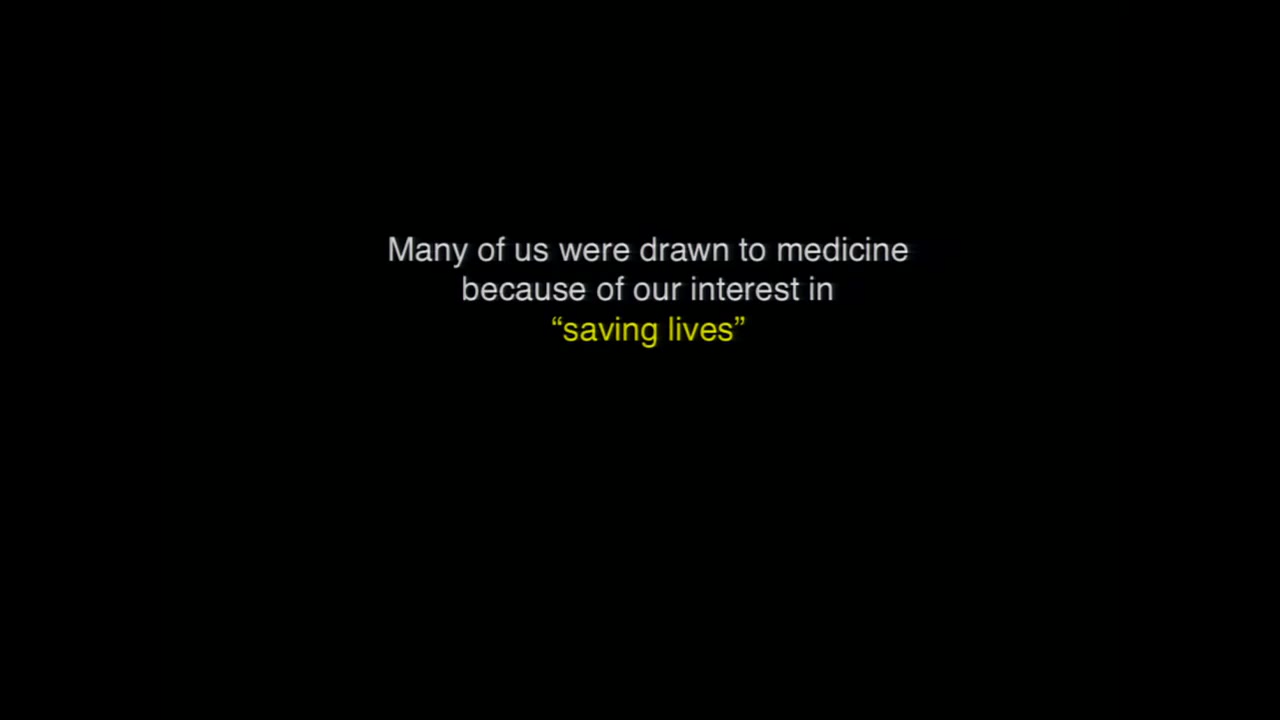 Many of us were drawn to medicine
because of our interest in
“saving lives”